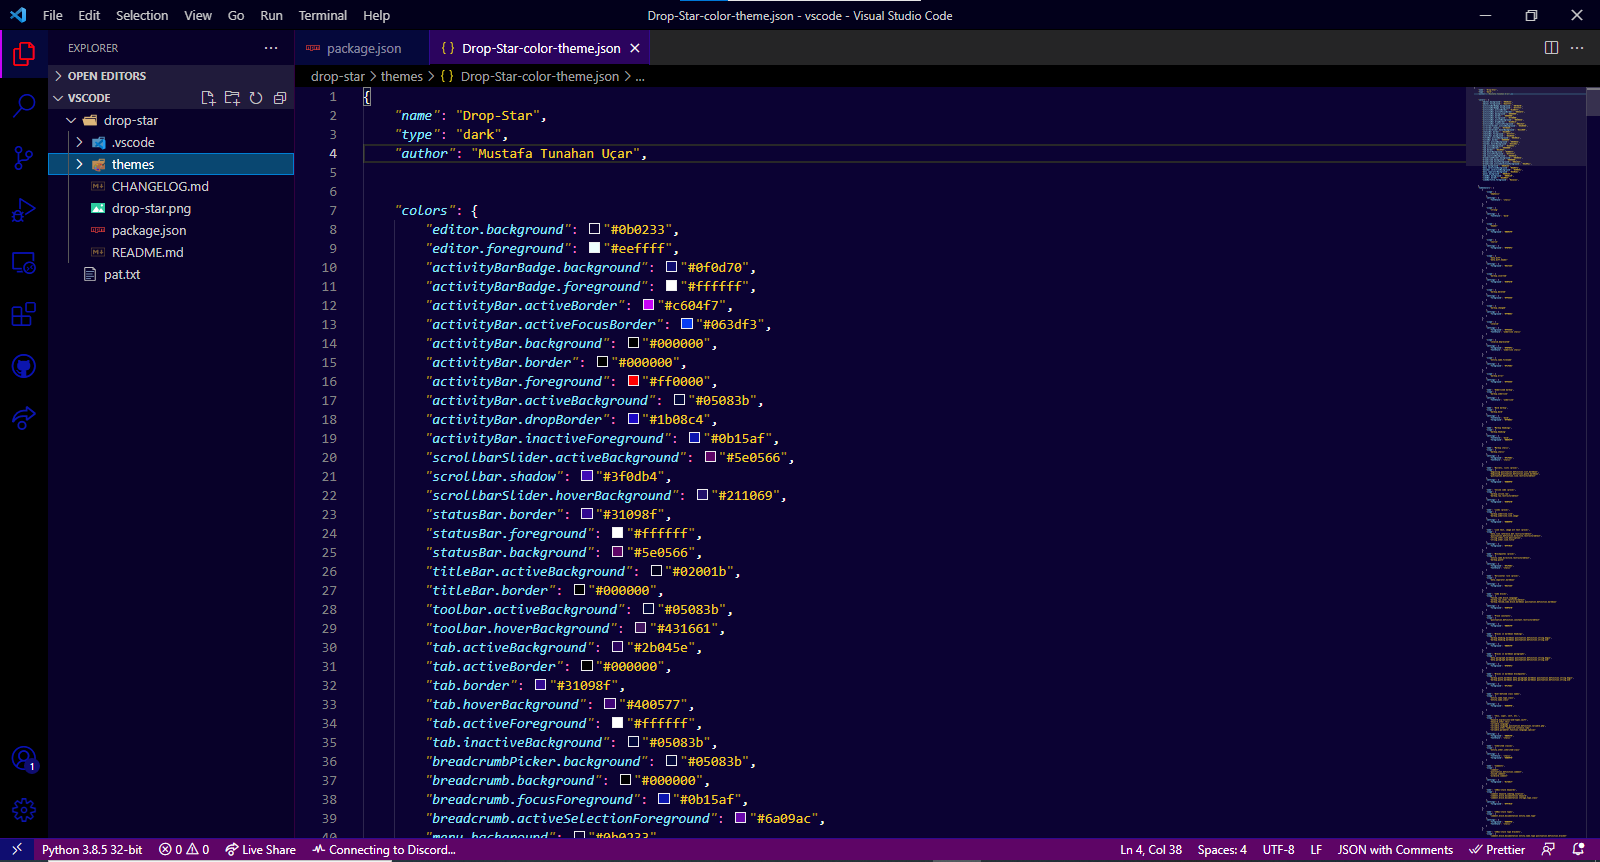 File Edit Selection View Go Run Terminal Help
Drop-Star-color-theme.json - vscode - Visual Studio Code
EXPLORER
OPEN EDITORS
VSCODE
drop-star
.vscode
themes
CHANGELOG.md
drop-star.png
package.json
README.md
pat.txt
1
package.json
{ } Drop-Star-color-theme.json
drop-star > themes > { } Drop-Star-color-theme.json > ...
1 {
2 "name": "Drop-Star",
3 "type": "dark",
4 "author": "Mustafa Tunahan Uçar",
5
6
7 "colors": {
8 "editor.background": "#0b0233",
9 "editor.foreground": "#eeffff",
10 "activityBarBadge.background": "#0f0d70",
11 "activityBarBadge.foreground": "#ffffff",
12 "activityBar.activeBorder": "#c604f7",
13 "activityBar.activeFocusBorder": "#063df3",
14 "activityBar.background": "#000000",
15 "activityBar.border": "#000000",
16 "activityBar.foreground": "#ff0000",
17 "activityBar.activeBackground": "#05083b",
18 "activityBar.dropBorder": "#1b08c4",
19 "activityBar.inactiveForeground": "#0b15af",
20 "scrollbarSlider.activeBackground": "#5e0566",
21 "scrollbar.shadow": "#3f0db4",
22 "scrollbarSlider.hoverBackground": "#211069",
23 "statusBar.border": "#31098f",
24 "statusBar.foreground": "#ffffff",
25 "statusBar.background": "#5e0566",
26 "titleBar.activeBackground": "#02001b",
27 "titleBar.border": "#000000",
28 "toolbar.activeBackground": "#05083b",
29 "toolbar.hoverBackground": "#431661",
30 "tab.activeBackground": "#2b045e",
31 "tab.activeBorder": "#000000",
32 "tab.border": "#31098f",
33 "tab.hoverBackground": "#400577",
34 "tab.activeForeground": "#ffffff",
35 "tab.inactiveBackground": "#05083b",
36 "breadcrumbPicker.background": "#05083b",
37 "breadcrumb.background": "#000000",
38 "breadcrumb.focusForeground": "#0b15af",
39 "breadcrumb.activeSelectionForeground": "#6a09ac",
40 "#0b0233"
Python 3.8.5 32-bit 0 0 Live Share Connecting to Discord... Ln 4, Col 38 Spaces: 4 UTF-8 LF JSON with Comments Prettier